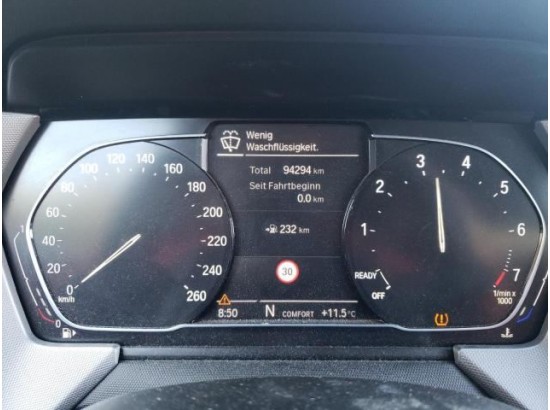 Wenig
Waschflüssigkeit.
Total 94294 km
Seit Fahrtbeginn
0.0 km
232 km
30
8:50 N COMFORT +11.5°C
0 20 40 60 80 100 120 140 160 180 200 220 240 260
km/h
1
0
OFF READY 1 2 3 4 5 6 7
1/min x
1000